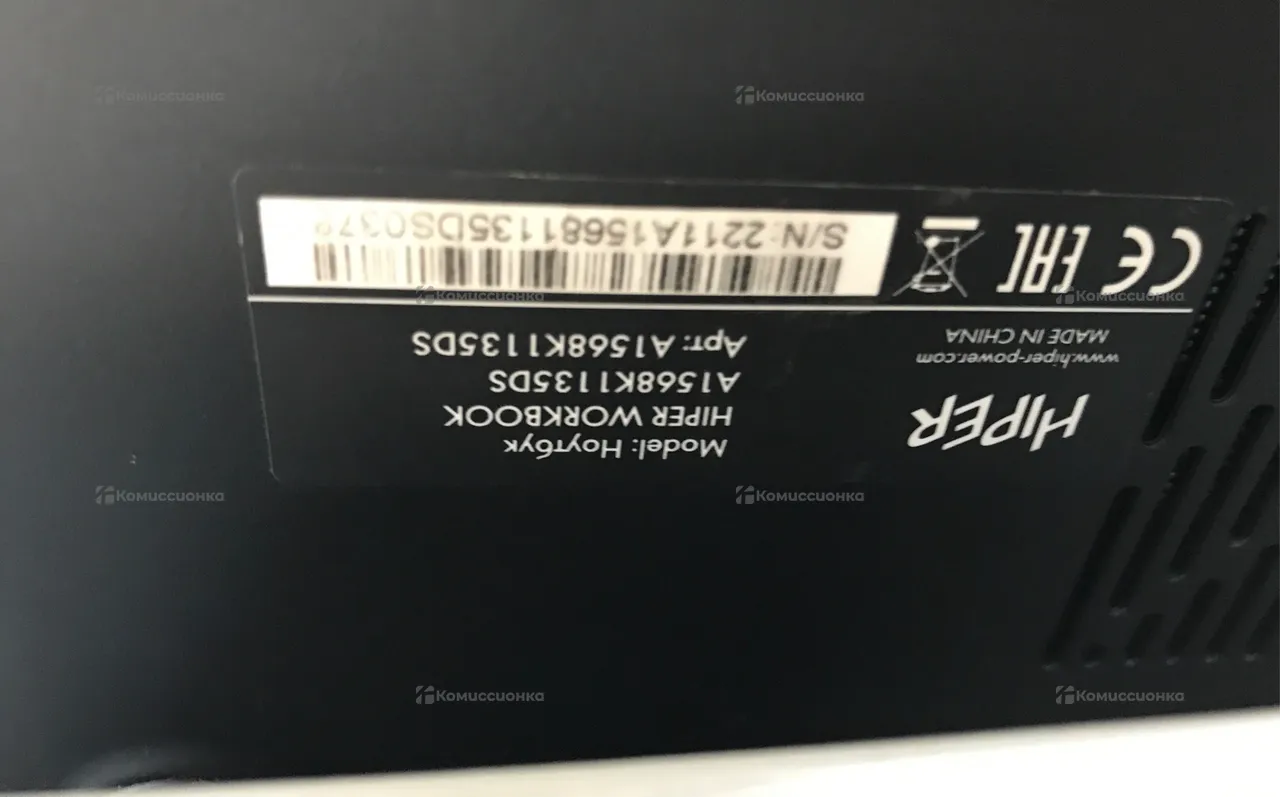 HIPER
www.hiper-power.com
MADE IN CHINA
Model: Ноутбук
HIPER WORKBOOK
A1568K1135DS
Арт.: A1568K1135DS
CE EAC
Комиссионка
Комиссионка
Комиссионка
Комиссионка
Комиссионка
Комиссионка
Комиссионка
Комиссионка